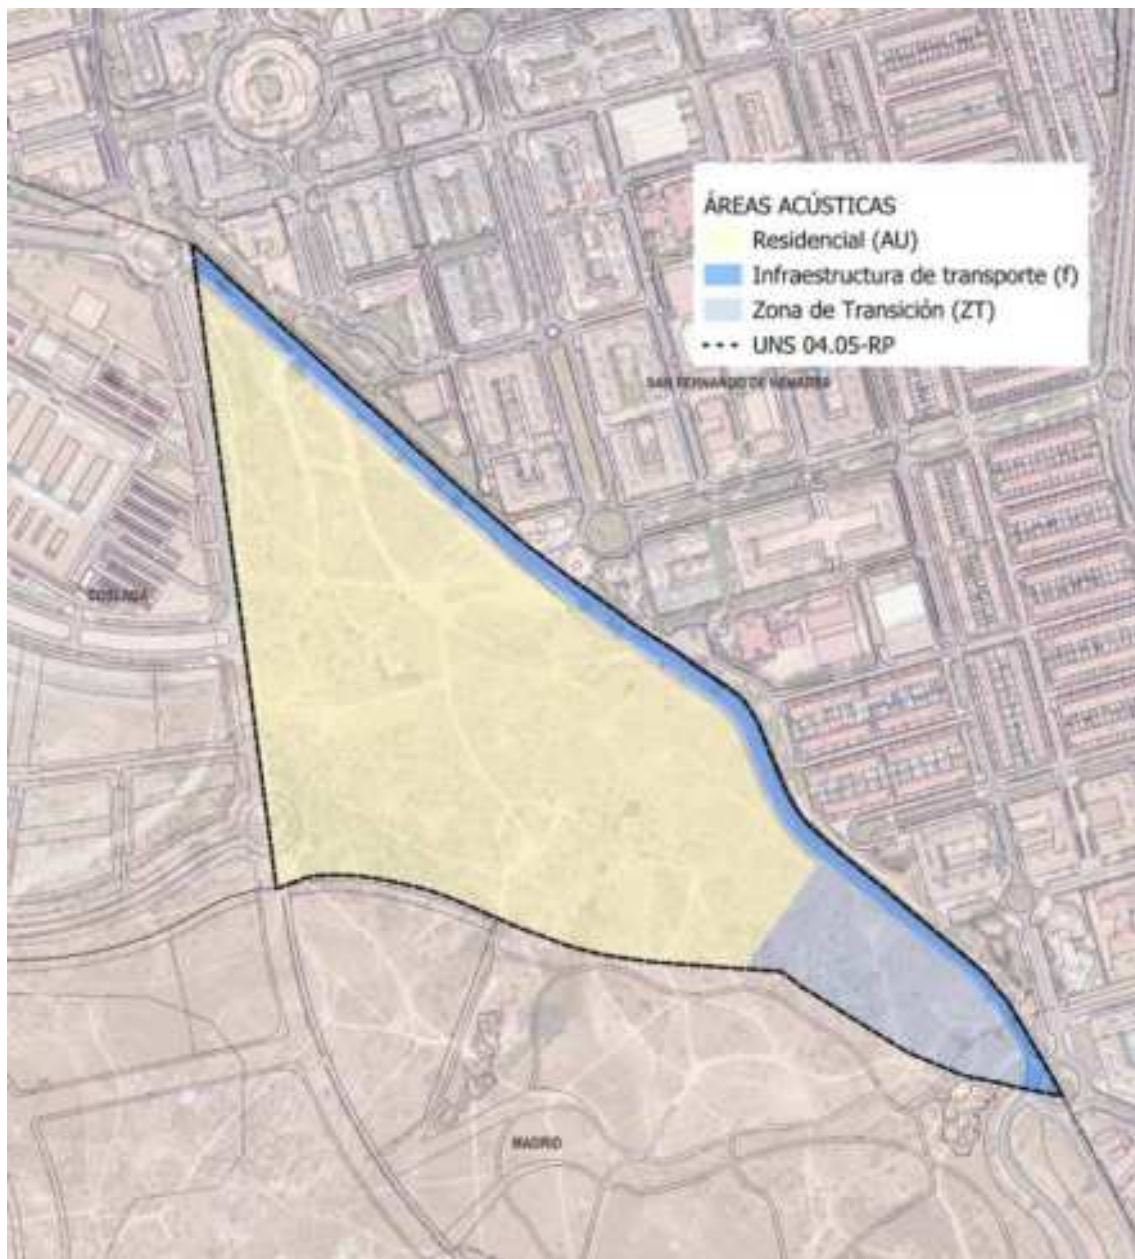 ÁREAS ACÚSTICAS
Residencial (AU)
Infraestructura de transporte (f)
Zona de Transición (ZT)
UNS 04.05-RP
SAN FERNANDO DE HENARES
COSLADA
MADRID